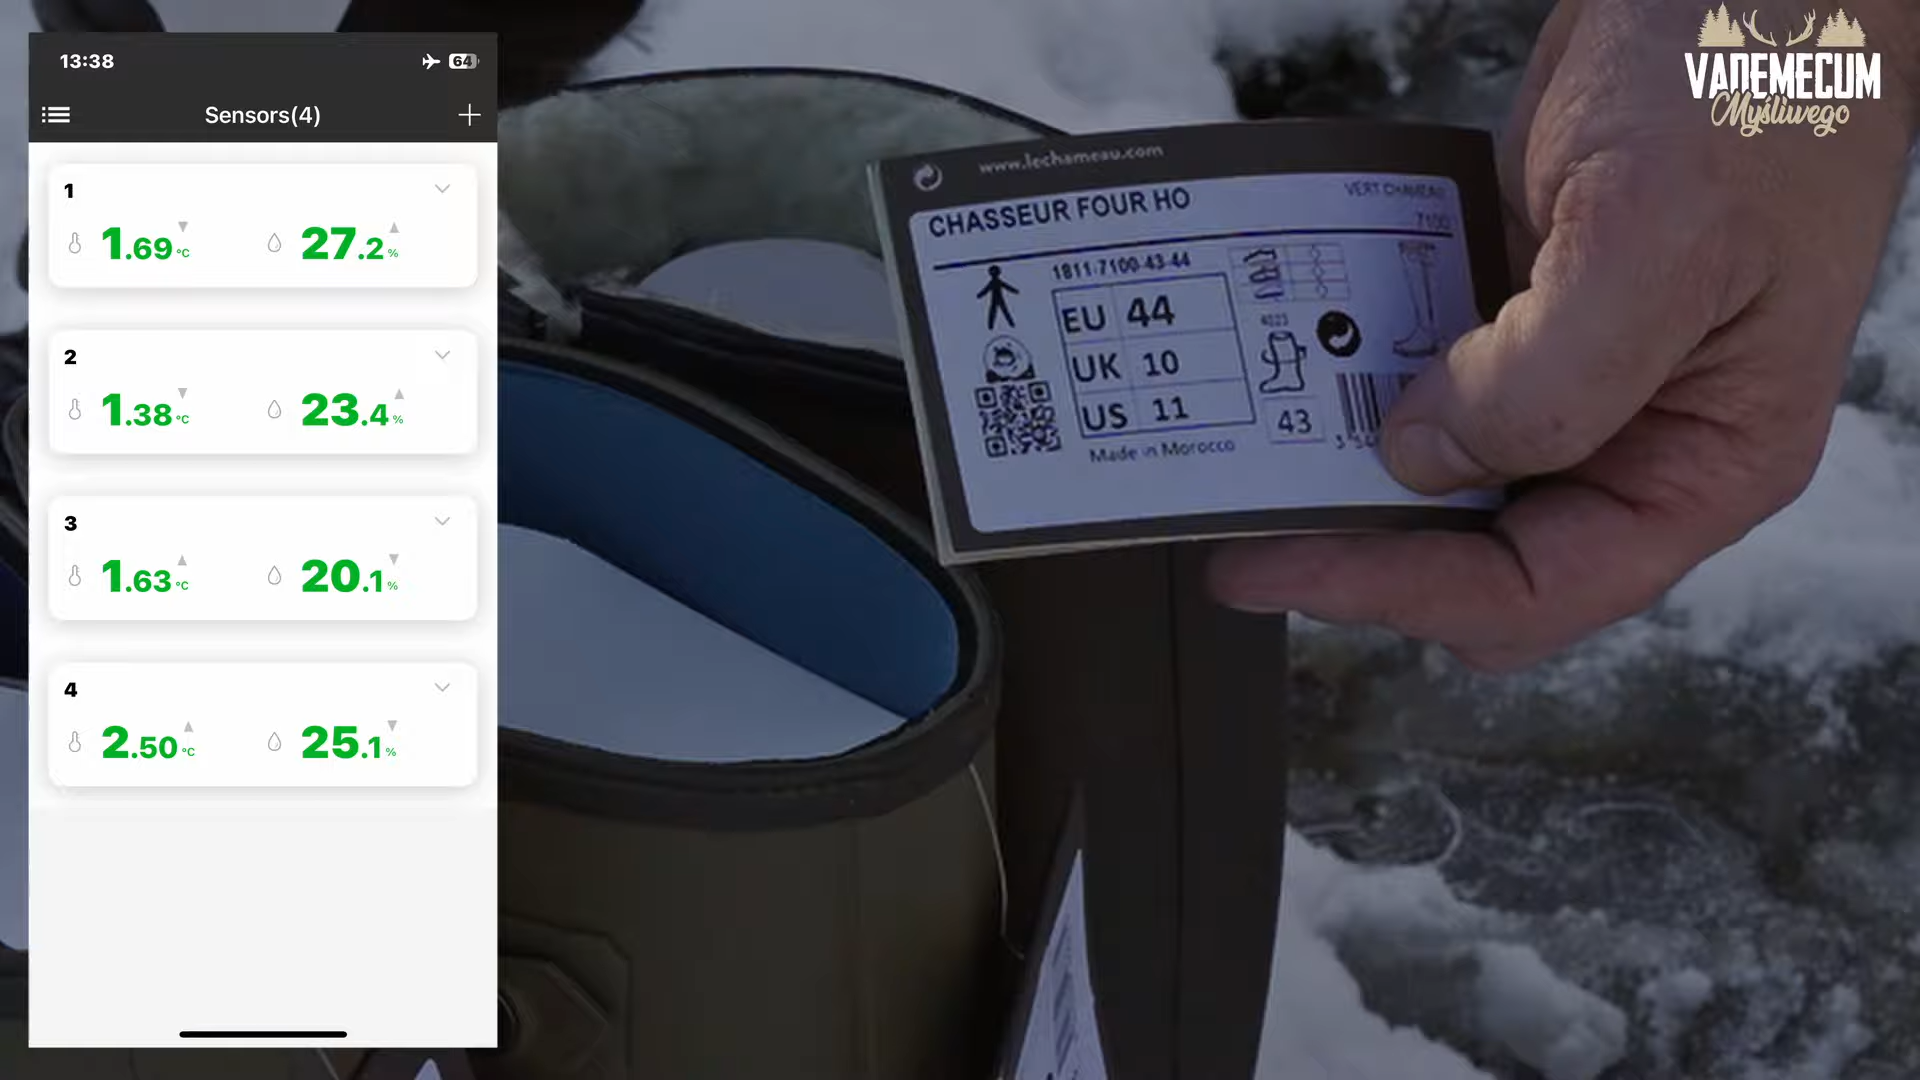 13:38
64
Sensors(4)
1
1.69 °C
27.2 %
2
1.38 °C
23.4 %
3
1.63 °C
20.1 %
4
2.50 °C
25.1 %
www.lechameau.com
CHASSEUR FOUR HO
VERT CHAMEAU
7100
1811-7100-43-44
EU 44
UK 10
US 11
4023
43
Made in Morocco
VADEMECUM
Myśliwego